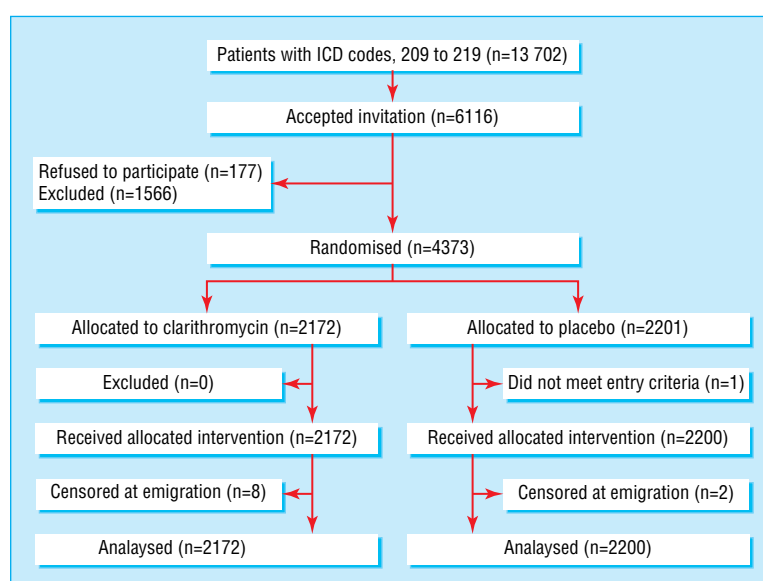 Patients with ICD codes, 209 to 219 (n=13 702)
Accepted invitation (n=6116)
Refused to participate (n=177)
Excluded (n=1566)
Randomised (n=4373)
Allocated to clarithromycin (n=2172)
Allocated to placebo (n=2201)
Excluded (n=0)
Did not meet entry criteria (n=1)
Received allocated intervention (n=2172)
Received allocated intervention (n=2200)
Censored at emigration (n=8)
Censored at emigration (n=2)
Analaysed (n=2172)
Analaysed (n=2200)